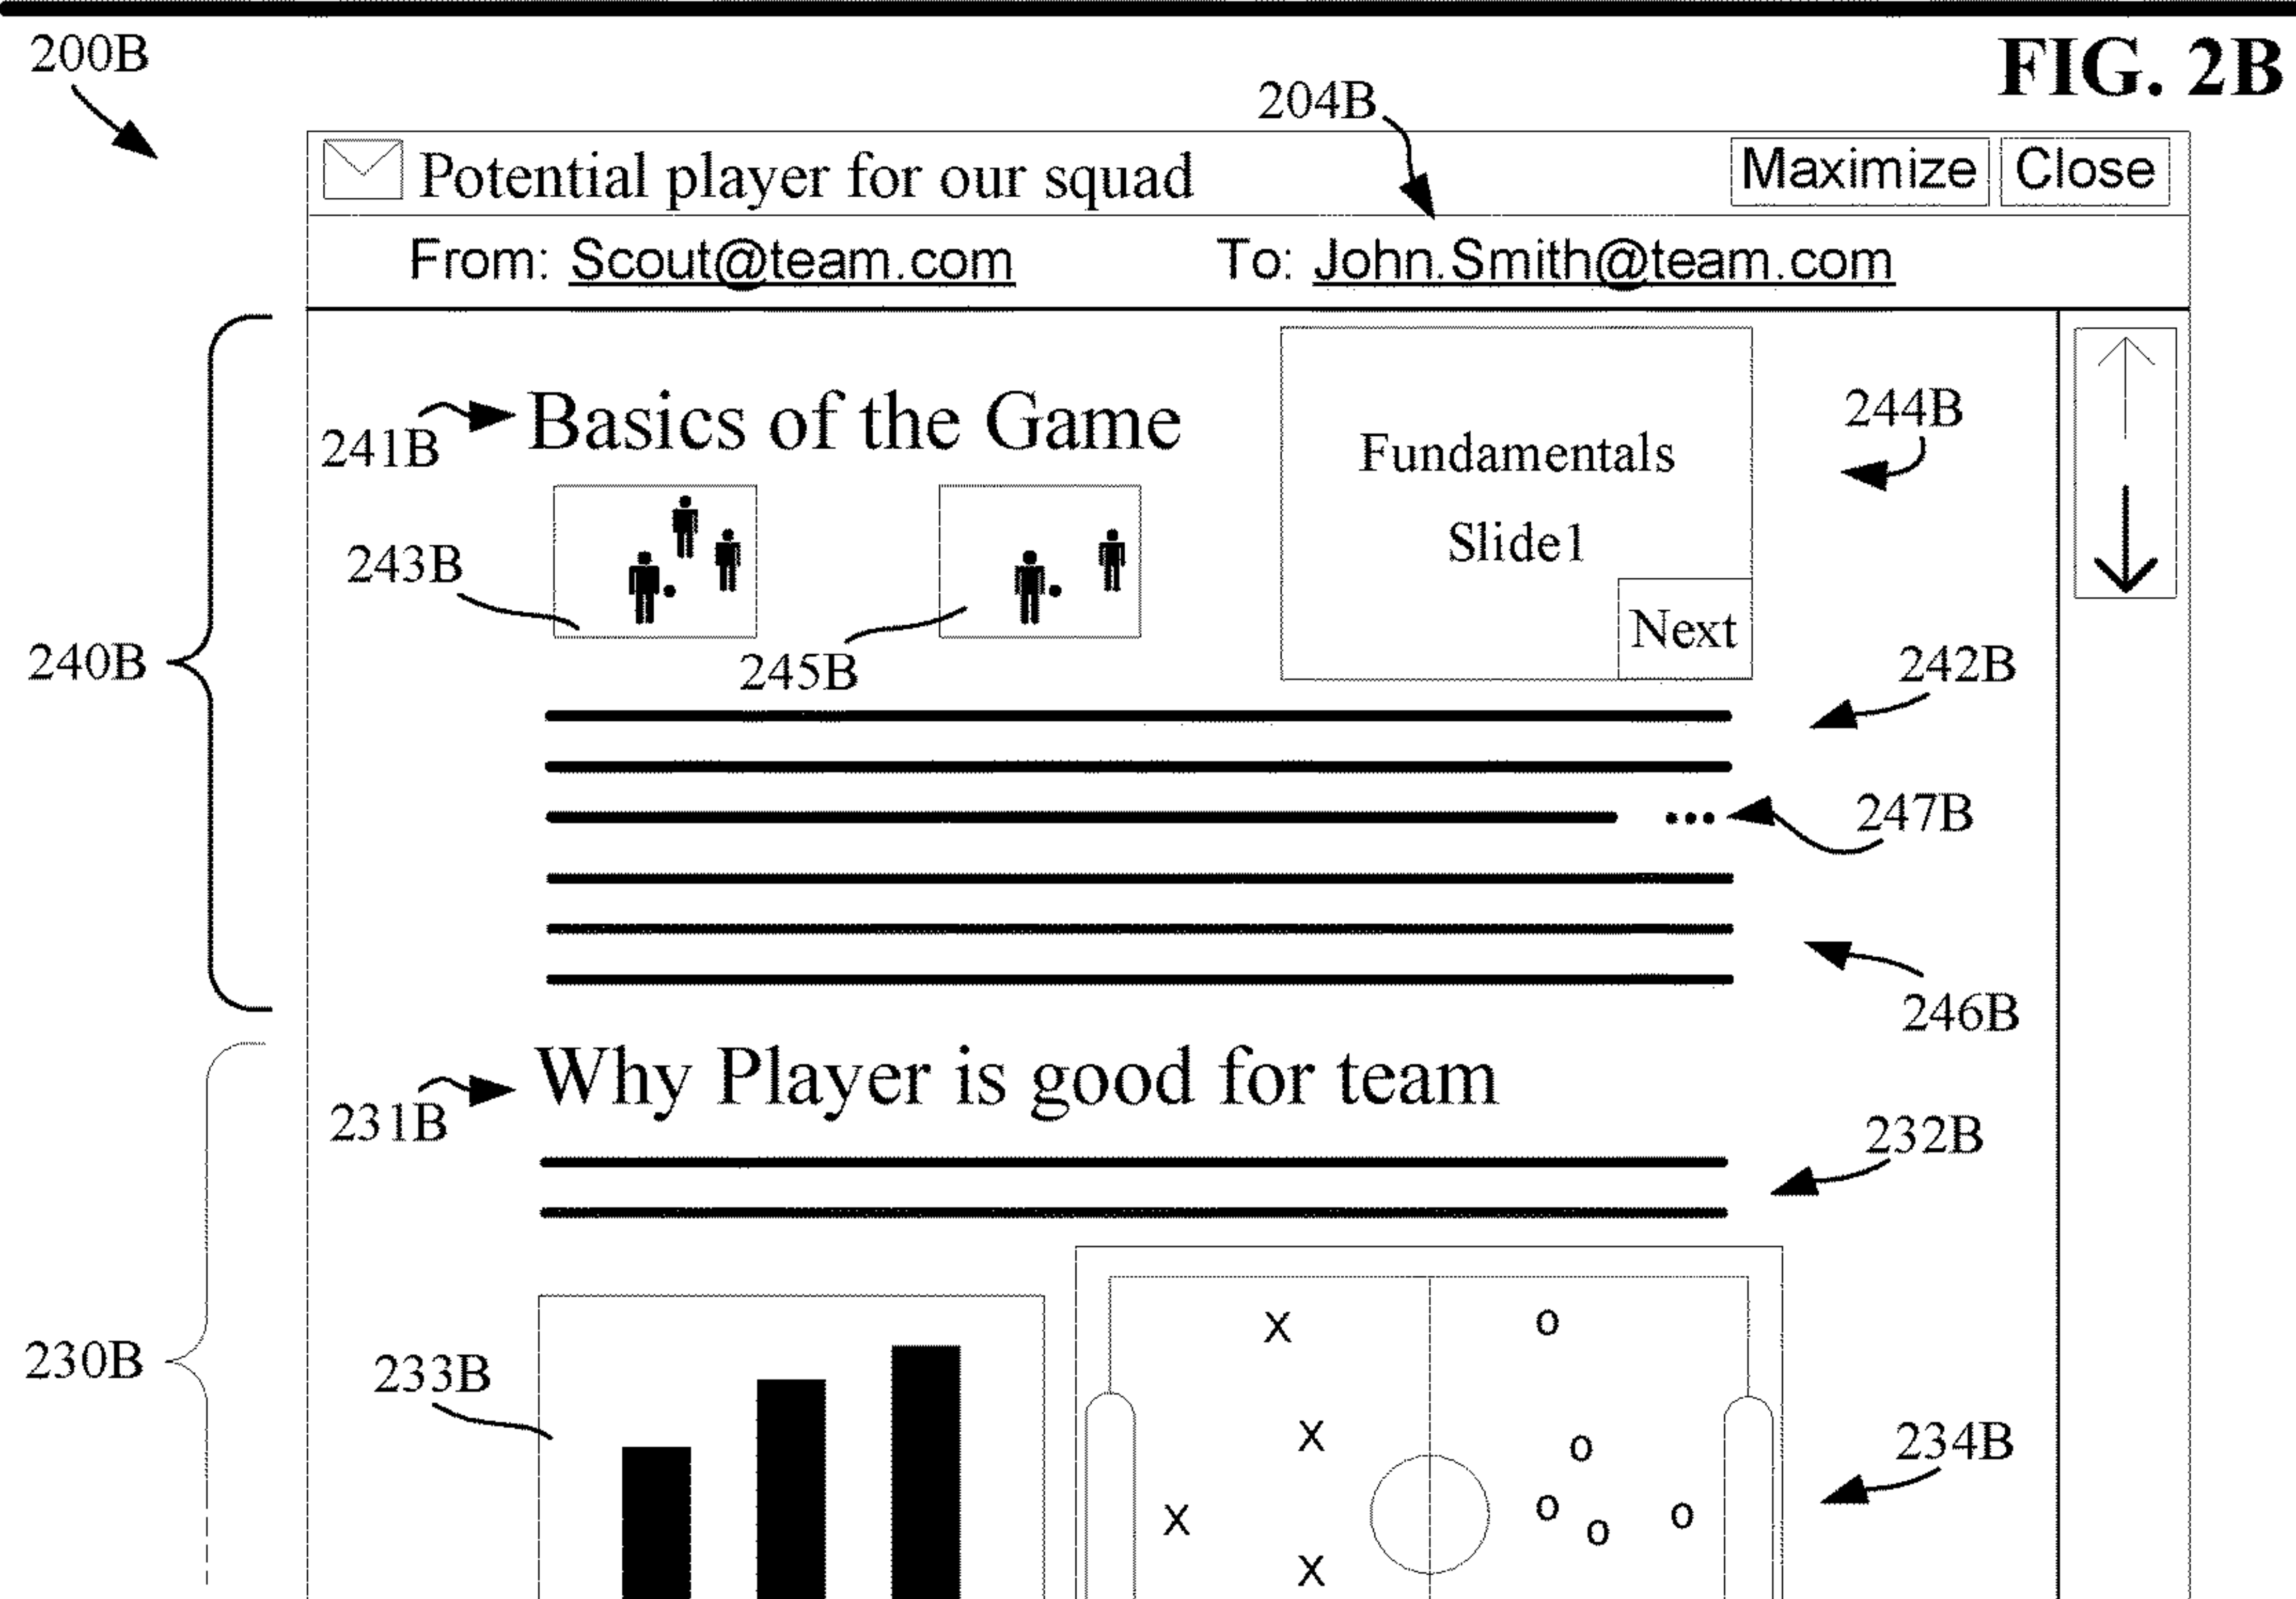 200B
FIG. 2B
204B
Potential player for our squad
Maximize
Close
From: Scout@team.com
To: John.Smith@team.com
241B
Basics of the Game
Fundamentals
Slide1
Next
244B
243B
245B
240B
242B
247B
246B
231B
Why Player is good for team
232B
230B
233B
234B
X
o
X
o
X
o
o
o
X